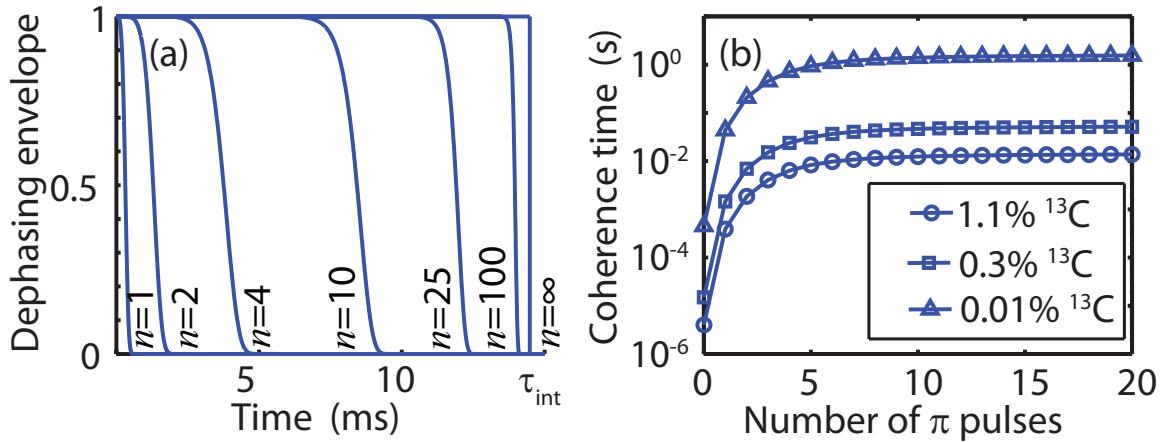 (a)
Dephasing envelope
1
0.5
0
n=1
n=2
n=4
n=10
n=25
n=100
n=∞
5
10
τint
Time (ms)
(b)
Coherence time (s)
10^0
10^-2
10^-4
10^-6
1.1% ¹³C
0.3% ¹³C
0.01% ¹³C
0
5
10
15
20
Number of π pulses